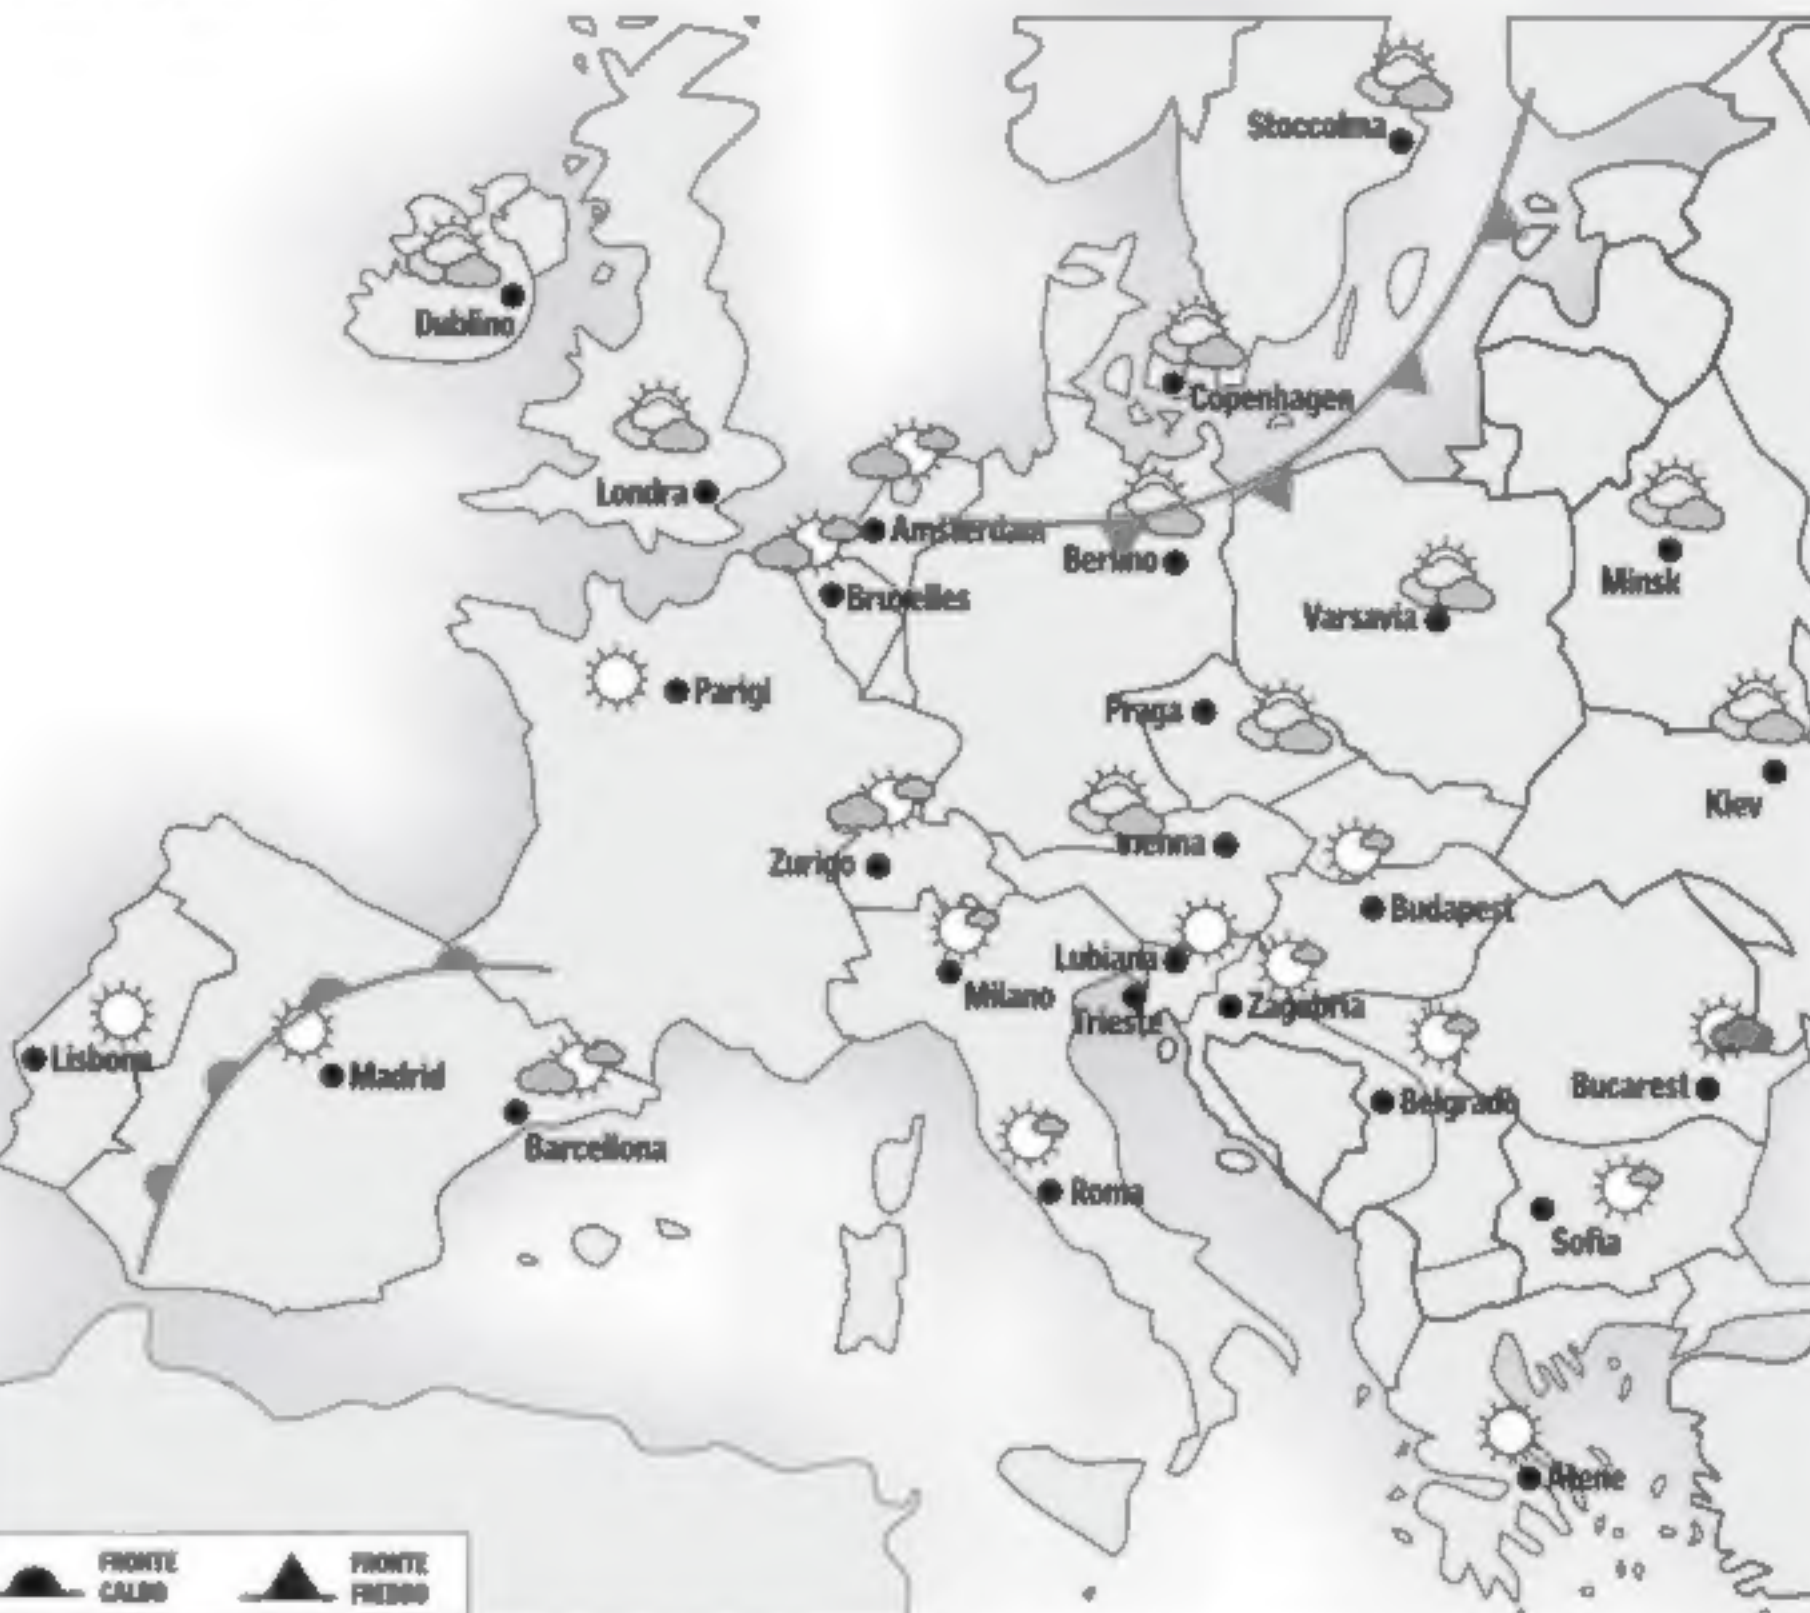 Stoccolma
Dublino
Copenhagen
Londra
Amsterdam
Berlino
Bruxelles
Minsk
Varsavia
Parigi
Praga
Kiev
Vienna
Zurigo
Budapest
Lubiana
Milano
Trieste
Zagabria
Lisbona
Madrid
Belgrado
Bucarest
Barcellona
Roma
Sofia
Atene
FRONTE
CALDO
FRONTE
FREDDO